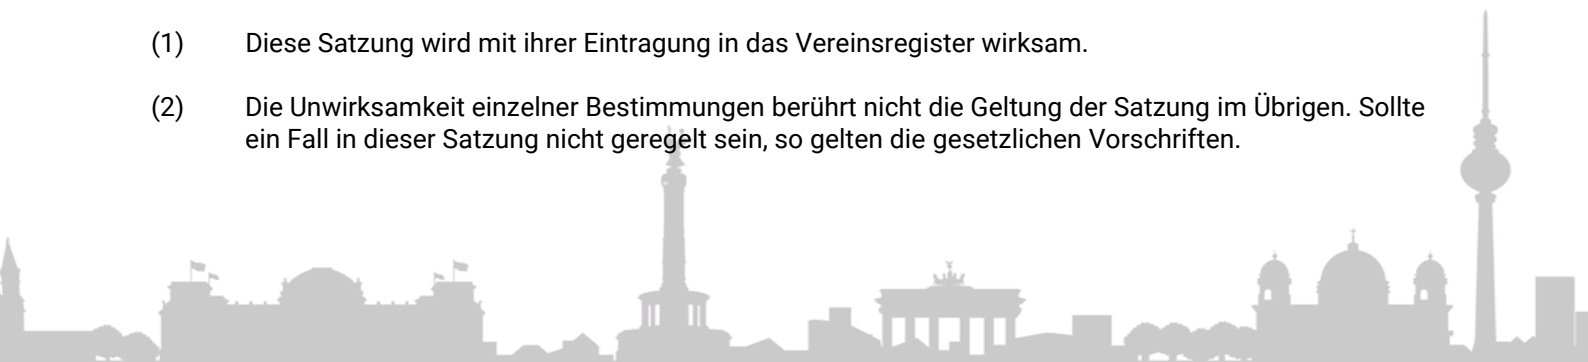 (1) Diese Satzung wird mit ihrer Eintragung in das Vereinsregister wirksam.
(2) Die Unwirksamkeit einzelner Bestimmungen berührt nicht die Geltung der Satzung im Übrigen. Sollte
ein Fall in dieser Satzung nicht geregelt sein, so gelten die gesetzlichen Vorschriften.